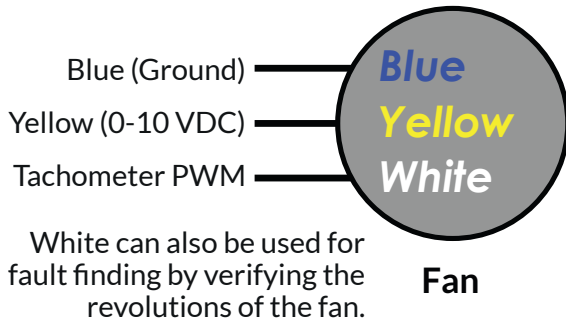 Blue (Ground) Blue
Yellow (0-10 VDC) Yellow
Tachometer PWM White
White can also be used for
fault finding by verifying the
revolutions of the fan.
Fan